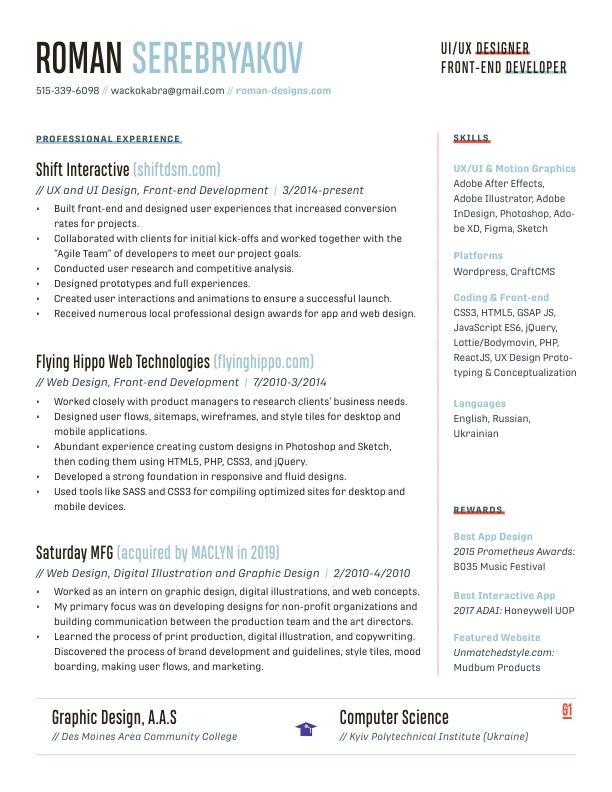 ROMAN SEREBRYAKOV
515-339-6098 // wackokabra@gmail.com // roman-designs.com
UI/UX DESIGNER
FRONT-END DEVELOPER
PROFESSIONAL EXPERIENCE
Shift Interactive (shiftdsm.com)
// UX and UI Design, Front-end Development | 3/2014-present
• Built front-end and designed user experiences that increased conversion
rates for projects.
• Collaborated with clients for initial kick-offs and worked together with the
"Agile Team" of developers to meet our project goals.
• Conducted user research and competitive analysis.
• Designed prototypes and full experiences.
• Created user interactions and animations to ensure a successful launch.
• Received numerous local professional design awards for app and web design.
Flying Hippo Web Technologies (flyinghippo.com)
// Web Design, Front-end Development | 7/2010-3/2014
• Worked closely with product managers to research clients' business needs.
• Designed user flows, sitemaps, wireframes, and style tiles for desktop and
mobile applications.
• Abundant experience creating custom designs in Photoshop and Sketch,
then coding them using HTML5, PHP, CSS3, and jQuery.
• Developed a strong foundation in responsive and fluid designs.
• Used tools like SASS and CSS3 for compiling optimized sites for desktop and
mobile devices.
Saturday MFG (acquired by MACLYN in 2019)
// Web Design, Digital Illustration and Graphic Design | 2/2010-4/2010
• Worked as an intern on graphic design, digital illustrations, and web concepts.
• My primary focus was on developing designs for non-profit organizations and
building communication between the production team and the art directors.
• Learned the process of print production, digital illustration, and copywriting.
Discovered the process of brand development and guidelines, style tiles, mood
boarding, making user flows, and marketing.
SKILLS
UX/UI & Motion Graphics
Adobe After Effects,
Adobe Illustrator, Adobe
InDesign, Photoshop, Ado-
be XD, Figma, Sketch
Platforms
Wordpress, CraftCMS
Coding & Front-end
CSS3, HTML5, GSAP JS,
JavaScript ES6, jQuery,
Lottie/Bodymovin, PHP,
ReactJS, UX Design Proto-
typing & Conceptualization
Languages
English, Russian,
Ukrainian
REWARDS
Best App Design
2015 Prometheus Awards:
8035 Music Festival
Best Interactive App
2017 ADAI: Honeywell UOP
Featured Website
Unmatchedstyle.com:
Mudbum Products
Graphic Design, A.A.S
// Des Moines Area Community College
Computer Science
// Kyiv Polytechnical Institute (Ukraine)
01